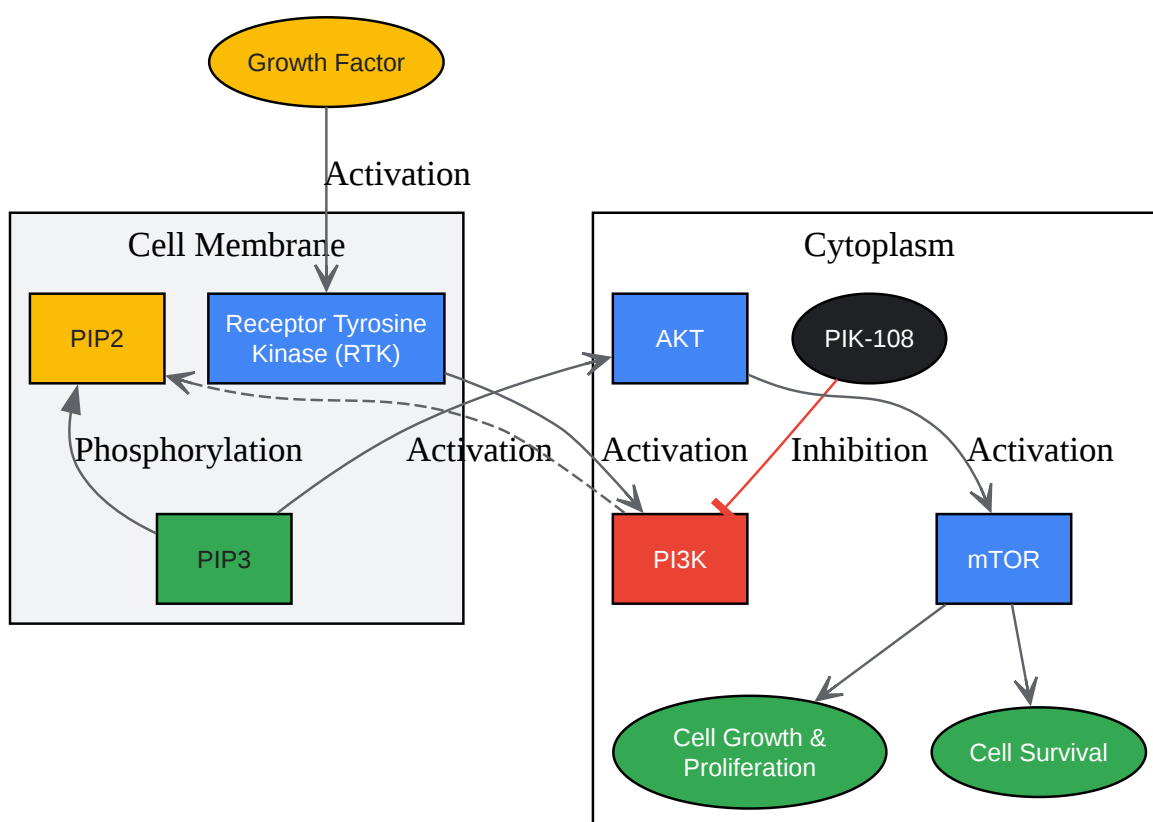 Growth Factor
Activation
Cell Membrane
Cytoplasm
PIP2
Receptor Tyrosine
Kinase (RTK)
AKT
PIK-108
Phosphorylation
Activation
Activation
Inhibition
Activation
PIP3
PI3K
mTOR
Cell Growth &
Proliferation
Cell Survival